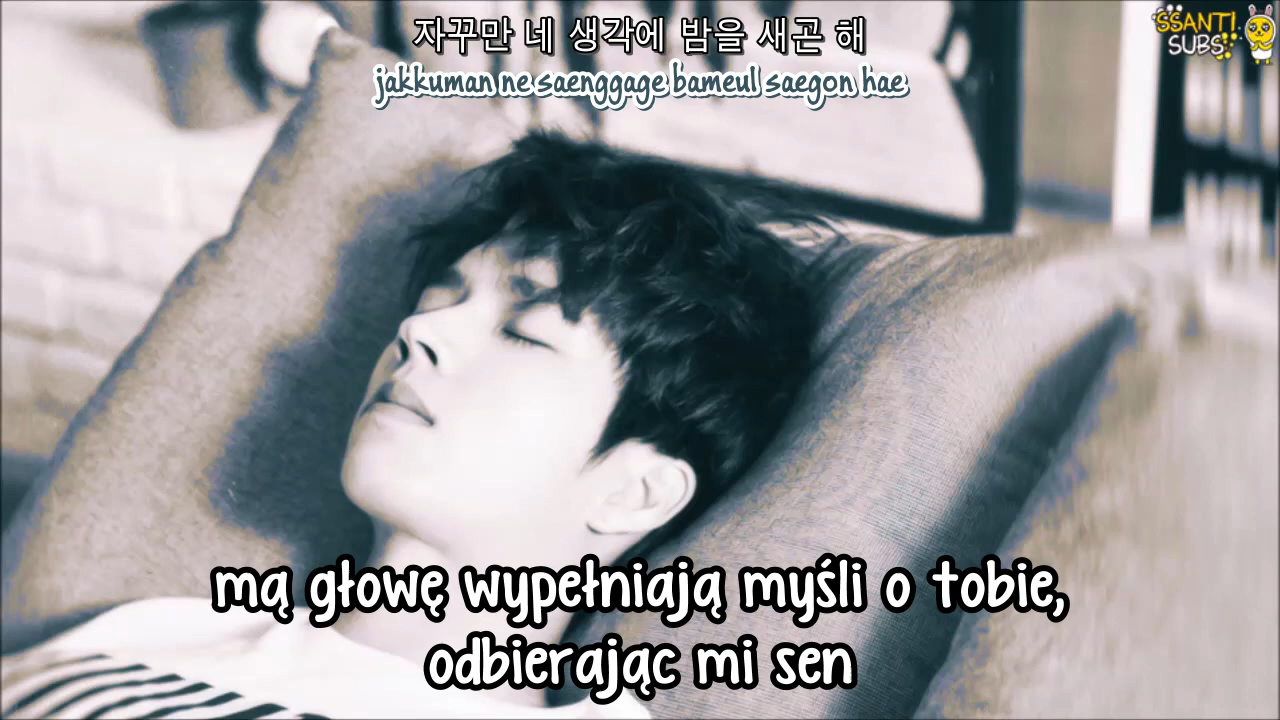 자꾸만 네 생각에 밤을 새곤 해
jakkuman ne saenggage bameul saegon hae
SSANTI
SUBS
mą głowę wypełniają myśli o tobie,
odbierając mi sen